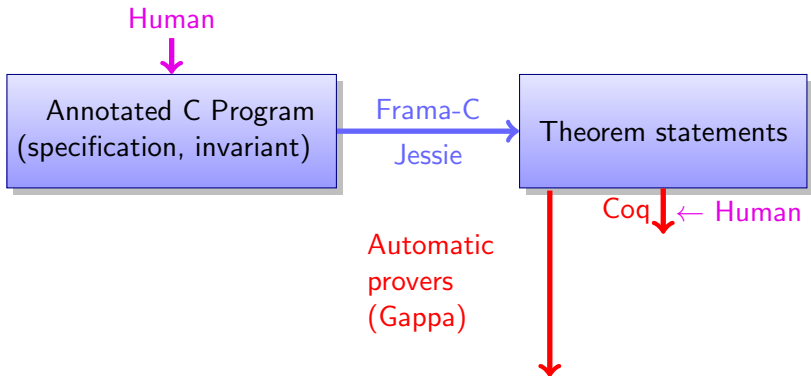 Human
Annotated C Program
(specification, invariant)
Frama-C
Jessie
Theorem statements
Coq ← Human
Automatic
provers
(Gappa)